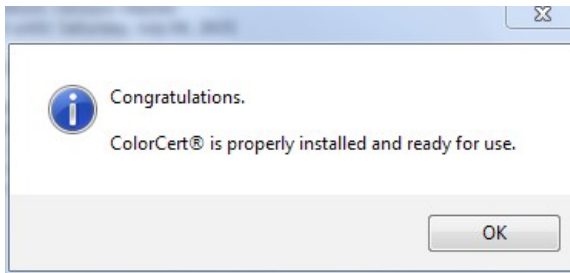 Congratulations.
ColorCert® is properly installed and ready for use.
OK